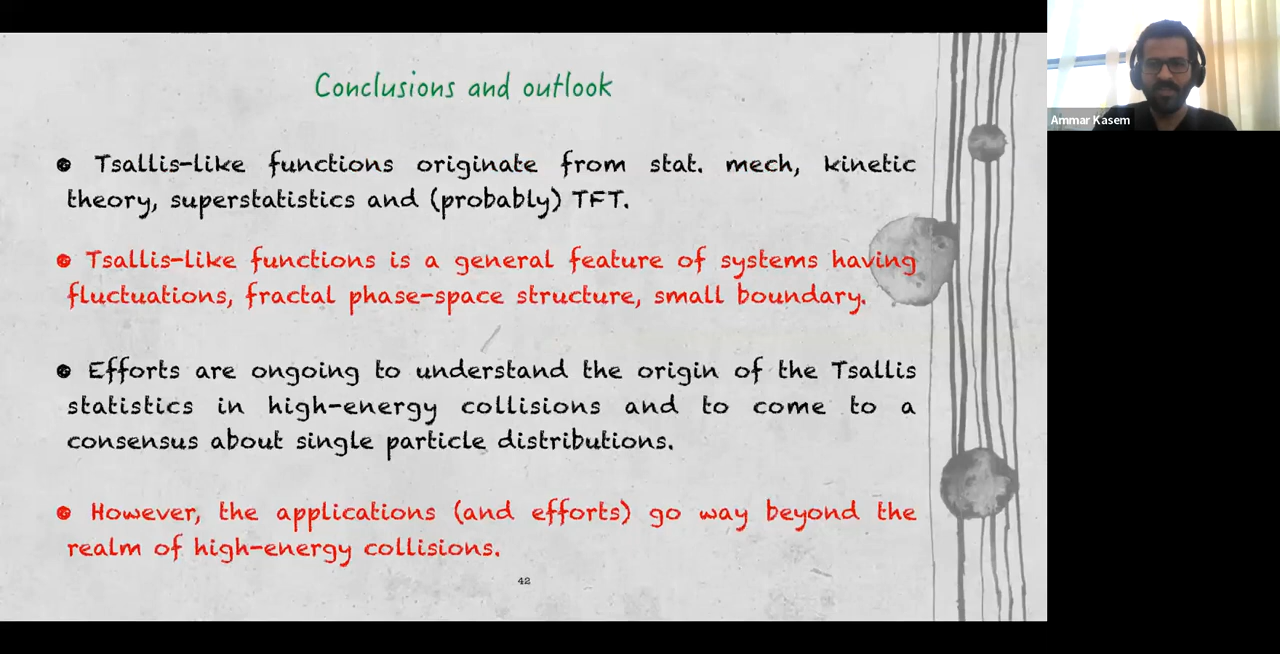 Conclusions and outlook
Tsallis-like functions originate from stat. mech, kinetic
theory, superstatistics and (probably) TFT.
Tsallis-like functions is a general feature of systems having
fluctuations, fractal phase-space structure, small boundary.
Efforts are ongoing to understand the origin of the Tsallis
statistics in high-energy collisions and to come to a
consensus about single particle distributions.
However, the applications (and efforts) go way beyond the
realm of high-energy collisions.
42
Ammar Kasem